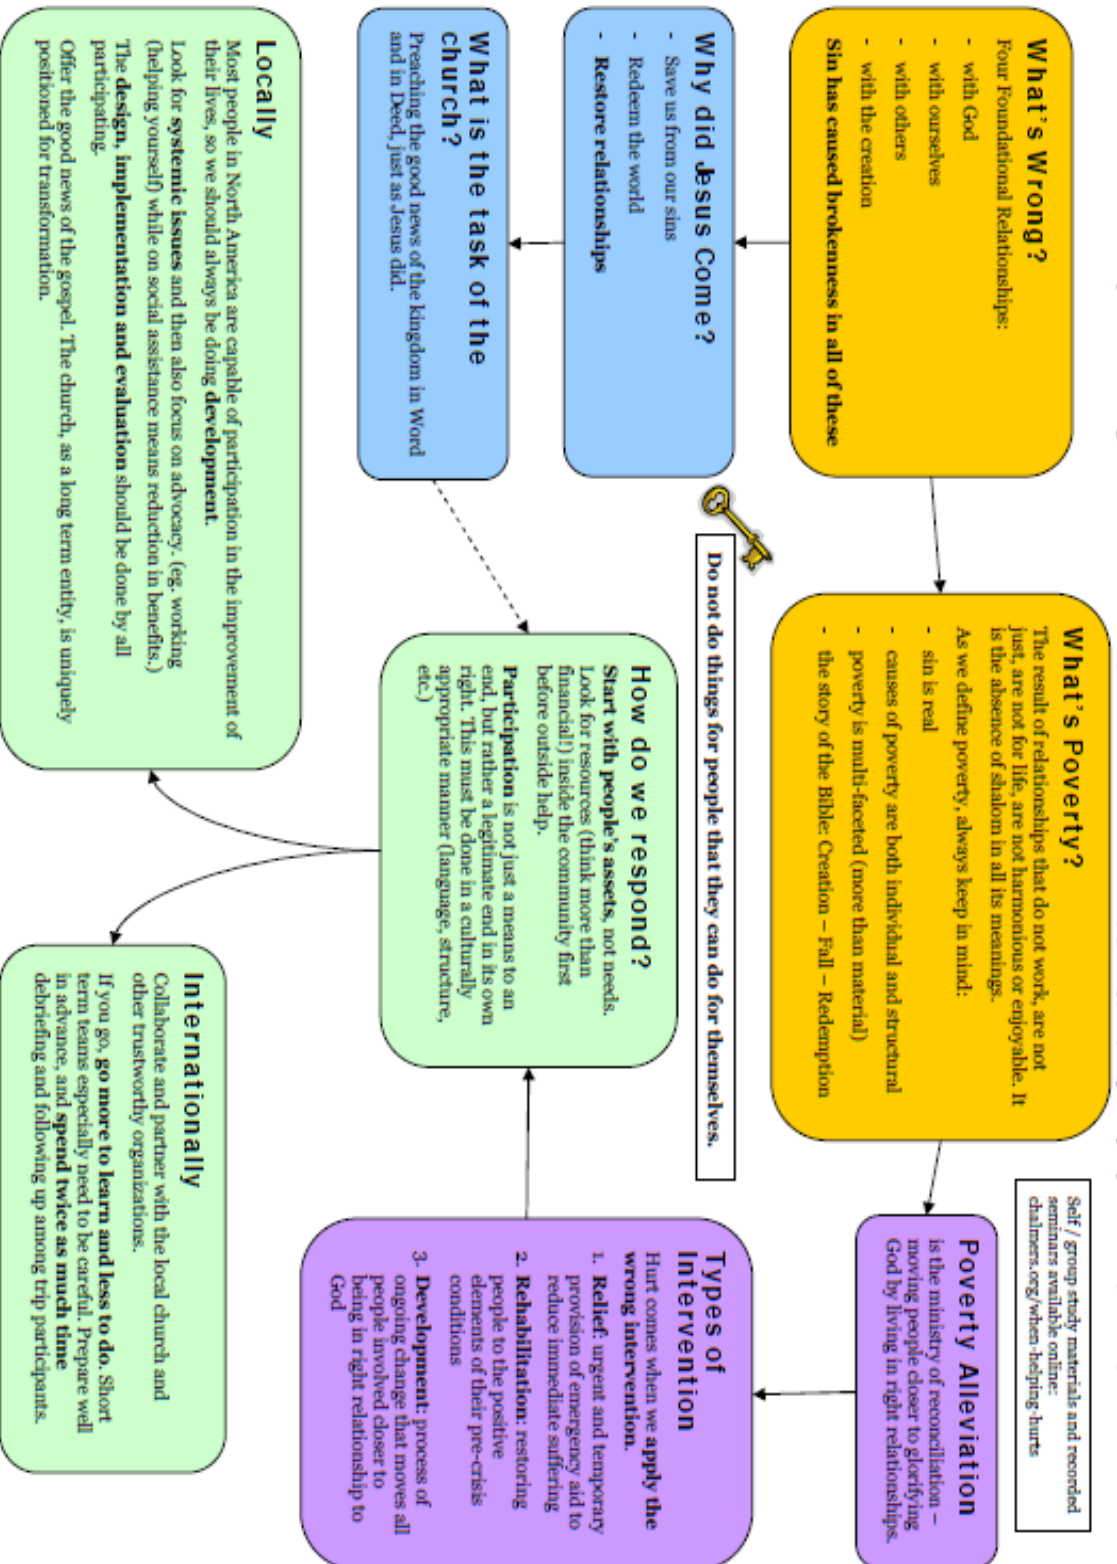 What's Wrong?
Four Foundational Relationships:
- with God
- with ourselves
- with others
- with the creation
Sin has caused brokenness in all of these
What's Poverty?
The result of relationships that do not work, are not
just, are not for life, are not harmonious or enjoyable. It
is the absence of shalom in all its meanings.
As we define poverty, always keep in mind:
- sin is real
- causes of poverty are both individual and structural
- poverty is multi-faceted (more than material)
- the story of the Bible: Creation – Fall – Redemption
Self / group study materials and recorded
seminars available online:
chalmers.org/when-helping-hurts
Poverty Alleviation
is the ministry of reconciliation –
moving people closer to glorifying
God by living in right relationships.
Why did Jesus Come?
- Save us from our sins
- Redeem the world
- Restore relationships
Do not do things for people that they can do for themselves.
Types of
Intervention
Hurt comes when we apply the
wrong intervention.
1. Relief: urgent and temporary
provision of emergency aid to
reduce immediate suffering
2. Rehabilitation: restoring
people to the positive
elements of their pre-crisis
conditions
3. Development: process of
ongoing change that moves all
people involved closer to
being in right relationship to
God
What is the task of the
church?
Preaching the good news of the kingdom in Word
and in Deed, just as Jesus did.
How do we respond?
Start with people's assets, not needs.
Look for resources (think more than
financial!) inside the community first
before outside help.
Participation is not just a means to an
end, but rather a legitimate end in its own
right. This must be done in a culturally
appropriate manner (language, structure,
etc.)
Locally
Most people in North America are capable of participation in the improvement of
their lives, so we should always be doing development.
Look for systemic issues and then also focus on advocacy. (eg. working
(helping yourself) while on social assistance means reduction in benefits.)
The design, implementation and evaluation should be done by all
participating.
Offer the good news of the gospel. The church, as a long term entity, is uniquely
positioned for transformation.
Internationally
Collaborate and partner with the local church and
other trustworthy organizations.
If you go, go more to learn and less to do. Short
term teams especially need to be careful. Prepare well
in advance, and spend twice as much time
debriefing and following up among trip participants.